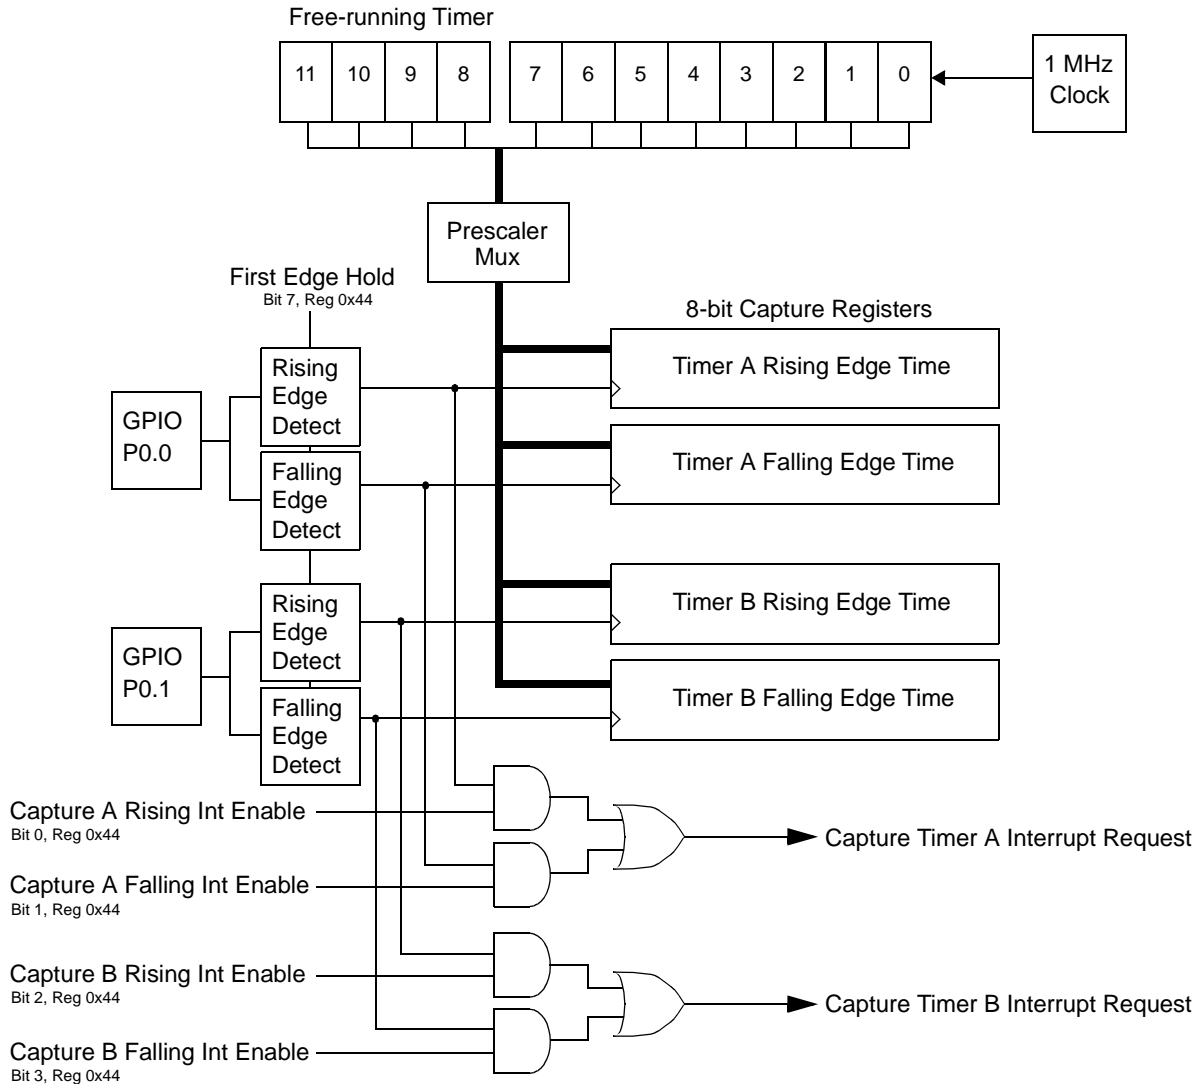 Free-running Timer
11 10 9 8 7 6 5 4 3 2 1 0
1 MHz
Clock
Prescaler
Mux
First Edge Hold
Bit 7, Reg 0x44
8-bit Capture Registers
Rising
Edge
Detect
Timer A Rising Edge Time
GPIO
P0.0
Falling
Edge
Detect
Timer A Falling Edge Time
Rising
Edge
Detect
Timer B Rising Edge Time
GPIO
P0.1
Falling
Edge
Detect
Timer B Falling Edge Time
Capture A Rising Int Enable
Bit 0, Reg 0x44
Capture Timer A Interrupt Request
Capture A Falling Int Enable
Bit 1, Reg 0x44
Capture B Rising Int Enable
Bit 2, Reg 0x44
Capture Timer B Interrupt Request
Capture B Falling Int Enable
Bit 3, Reg 0x44